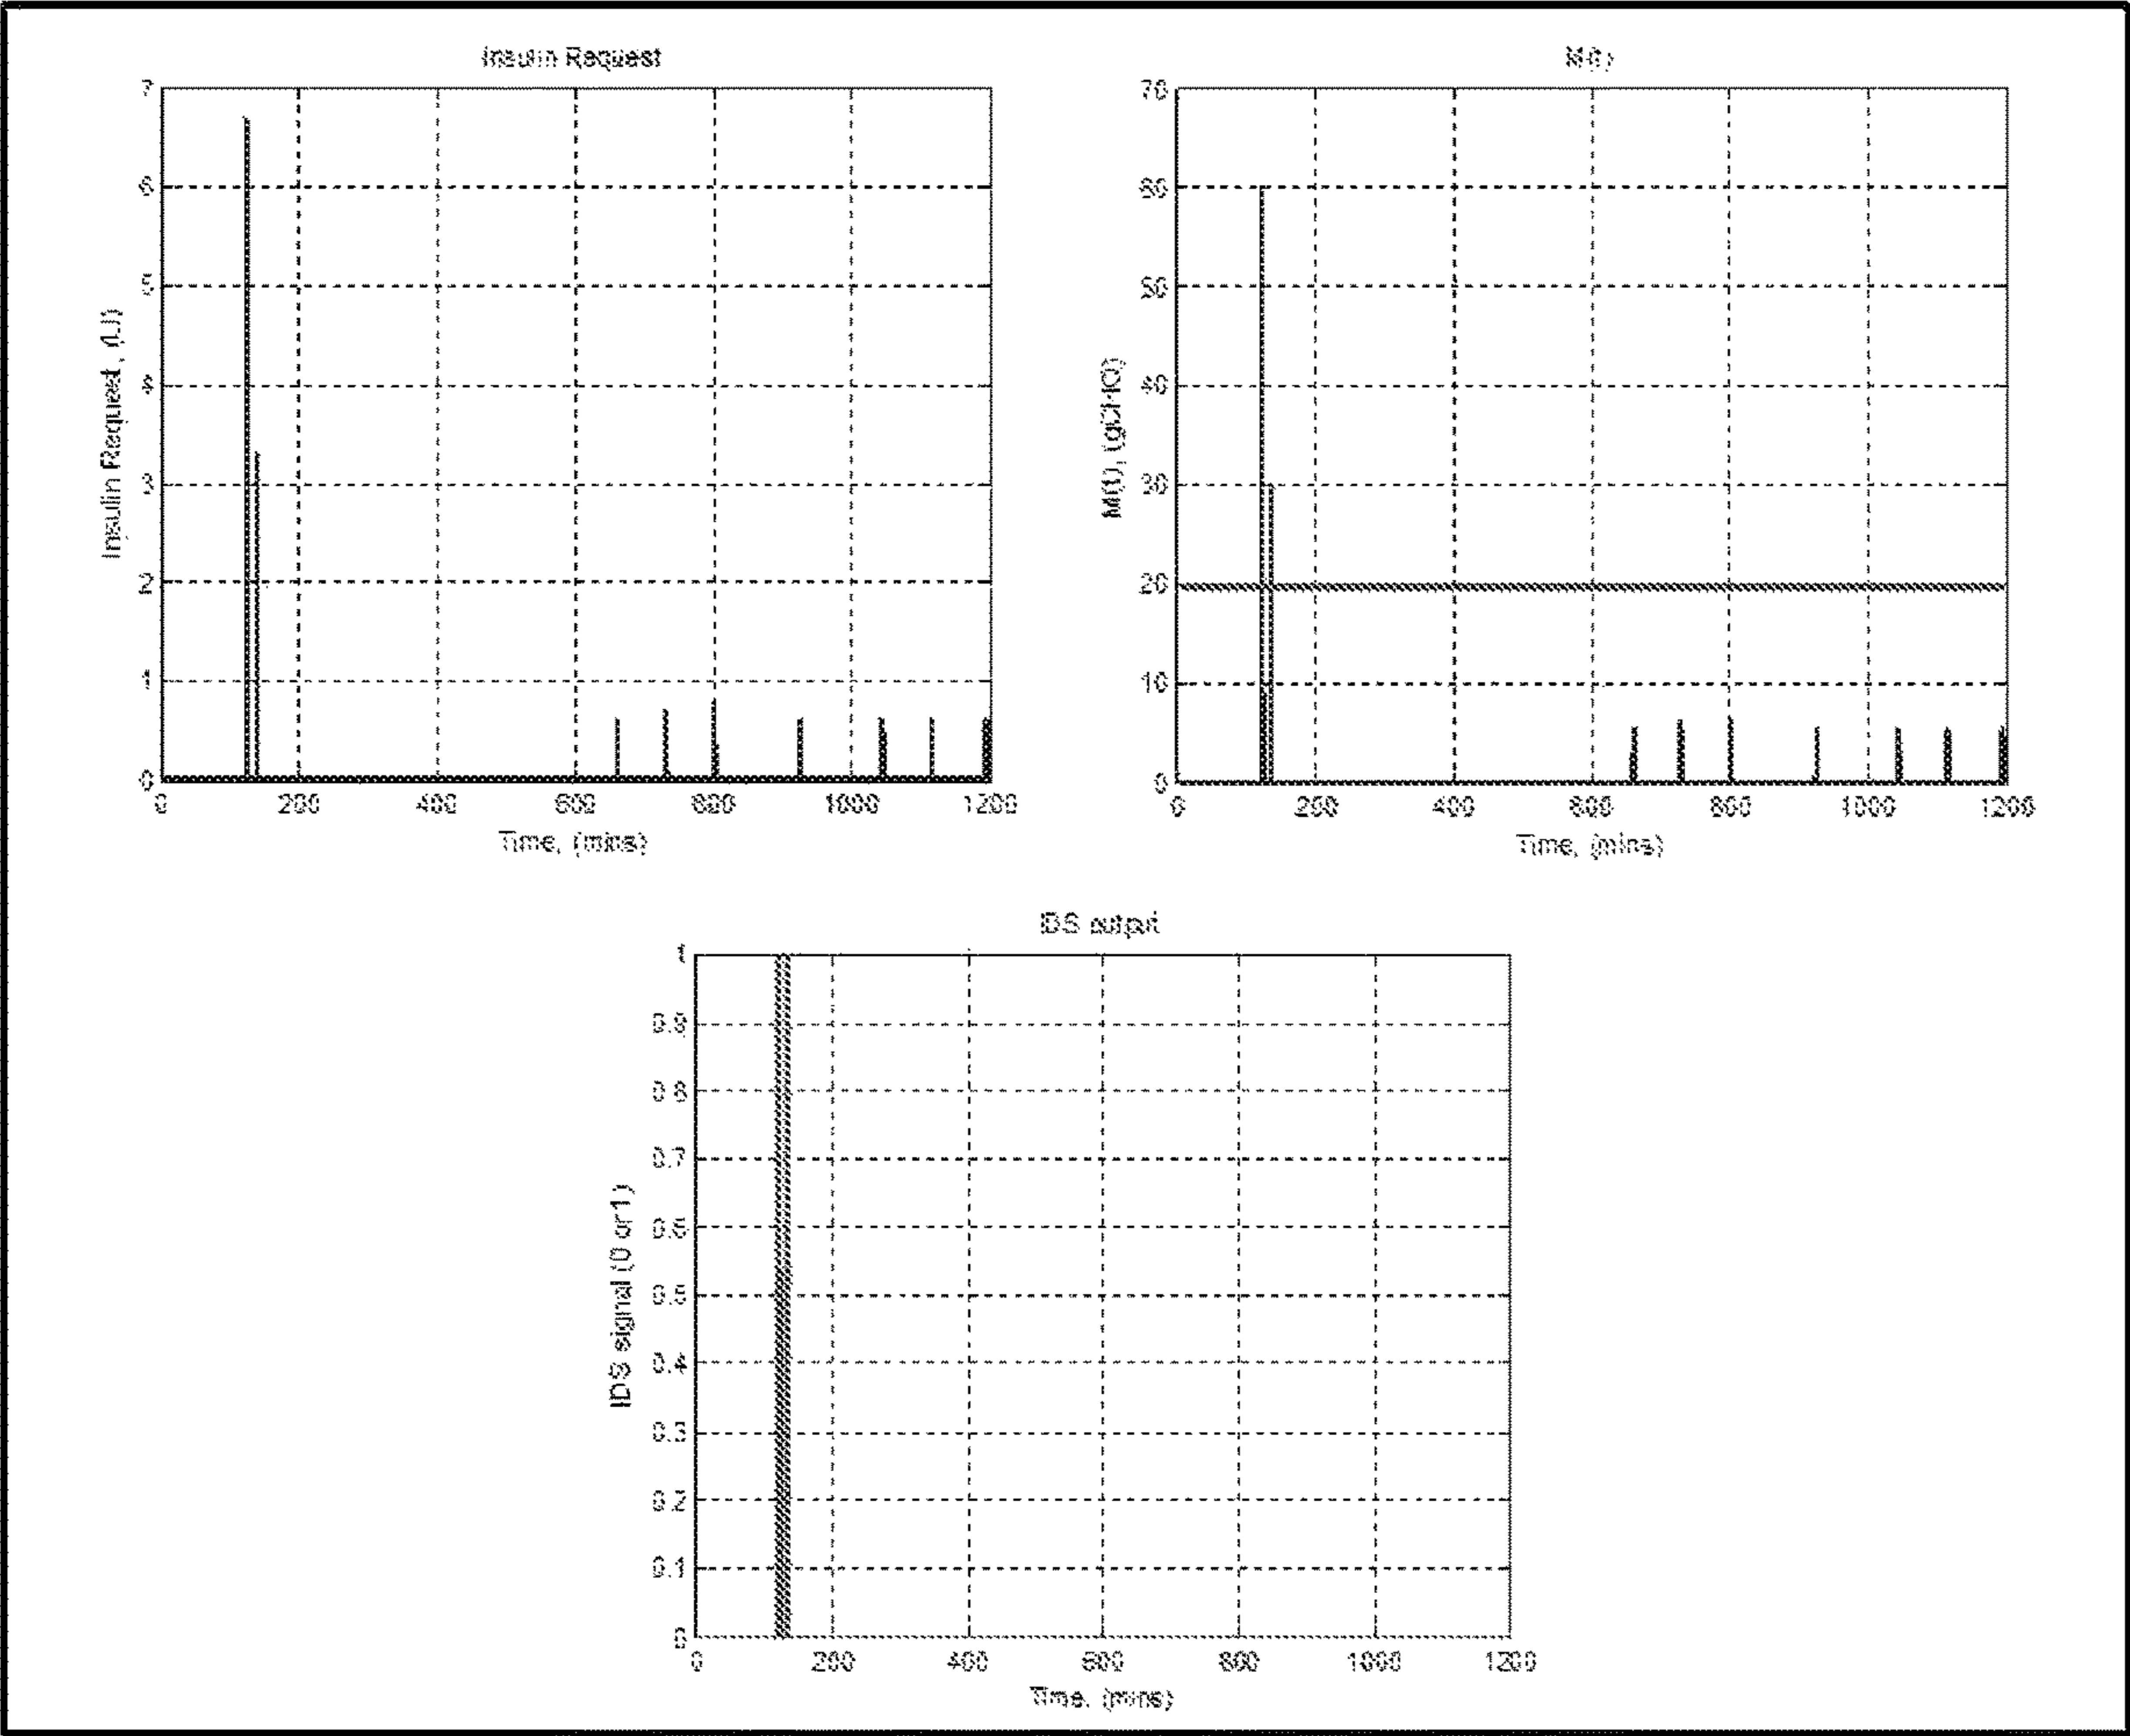 Insulin Request
7
6
5
4
3
2
1
0
Insulin Request, (U)
0 200 400 600 800 1000 1200
Time, (mins)
M(t)
70
60
50
40
30
20
10
0
M(t), (gCHO)
0 200 400 600 800 1000 1200
Time, (mins)
IDS output
1
0.9
0.8
0.7
0.6
0.5
0.4
0.3
0.2
0.1
0
IDS signal (0 or1)
0 200 400 600 800 1000 1200
Time, (mins)